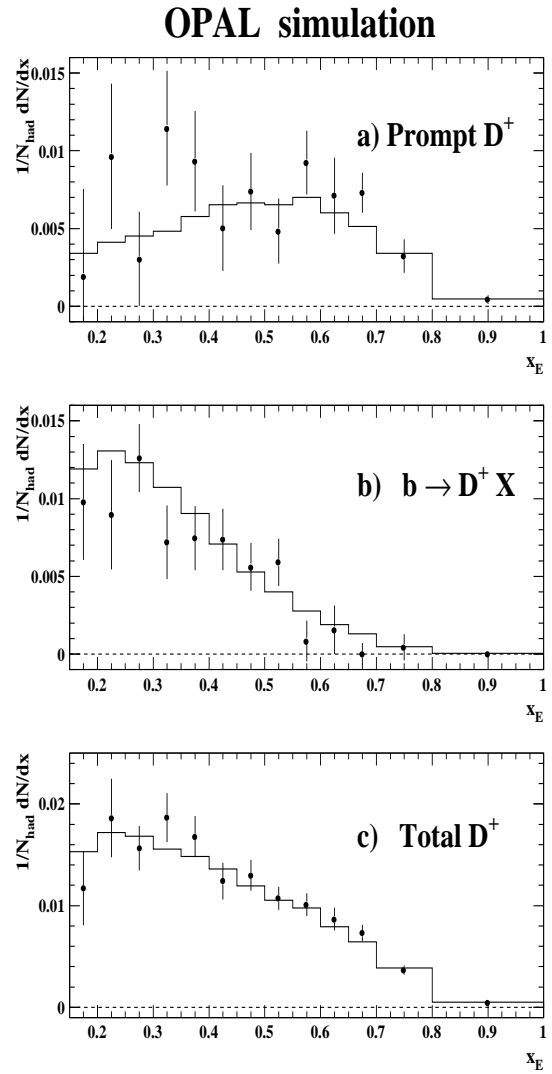 OPAL simulation
1/N_had dN/dx
0.015
0.01
0.005
0
a) Prompt D⁺
0.2 0.3 0.4 0.5 0.6 0.7 0.8 0.9 1
x_E
1/N_had dN/dx
0.015
0.01
0.005
0
b) b → D⁺ X
0.2 0.3 0.4 0.5 0.6 0.7 0.8 0.9 1
x_E
1/N_had dN/dx
0.02
0.01
0
c) Total D⁺
0.2 0.3 0.4 0.5 0.6 0.7 0.8 0.9 1
x_E